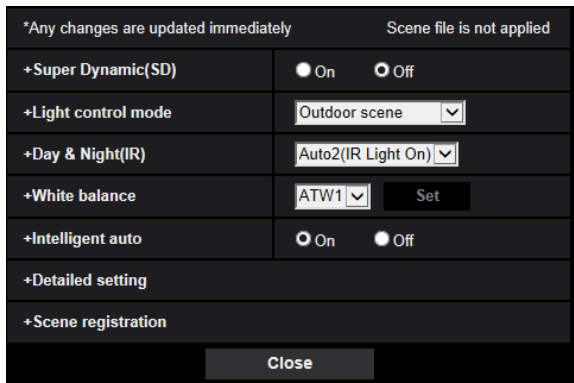 *Any changes are updated immediately Scene file is not applied
+Super Dynamic(SD) On Off
+Light control mode Outdoor scene
+Day & Night(IR) Auto2(IR Light On)
+White balance ATW1 Set
+Intelligent auto On Off
+Detailed setting
+Scene registration
Close